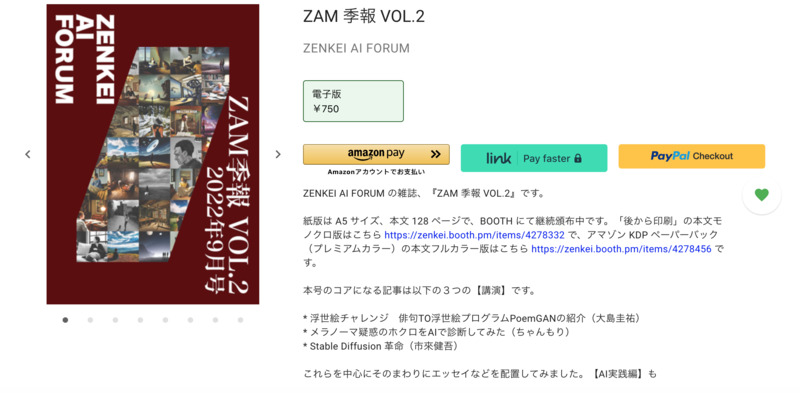 ZENKEI
AI
FORUM
ZAM 季報 VOL.2
2022年9月号
ZAM 季報 VOL.2
ZENKEI AI FORUM
電子版
￥750
amazon pay
Amazonアカウントでお支払い
link Pay faster
PayPal Checkout
ZENKEI AI FORUM の雑誌、『ZAM 季報 VOL.2』です。
紙版は A5 サイズ、本文 128 ページで、BOOTH にて継続頒布中です。「後から印刷」の本文モ
ノクロ版はこちら https://zenkei.booth.pm/items/4278332 で、アマゾン KDP ペーパーバック
（プレミアムカラー）の本文フルカラー版はこちら https://zenkei.booth.pm/items/4278456 で
す。
本号のコアになる記事は以下の３つの【講演】です。
* 浮世絵チャレンジ　俳句TO浮世絵プログラムPoemGANの紹介（大島圭祐）
* メラノーマ疑惑のホクロをAIで診断してみた（ちゃんもり）
* Stable Diffusion 革命（市來健吾）
これらを中心にそのまわりにエッセイなどを配置してみました。【AI実践編】も